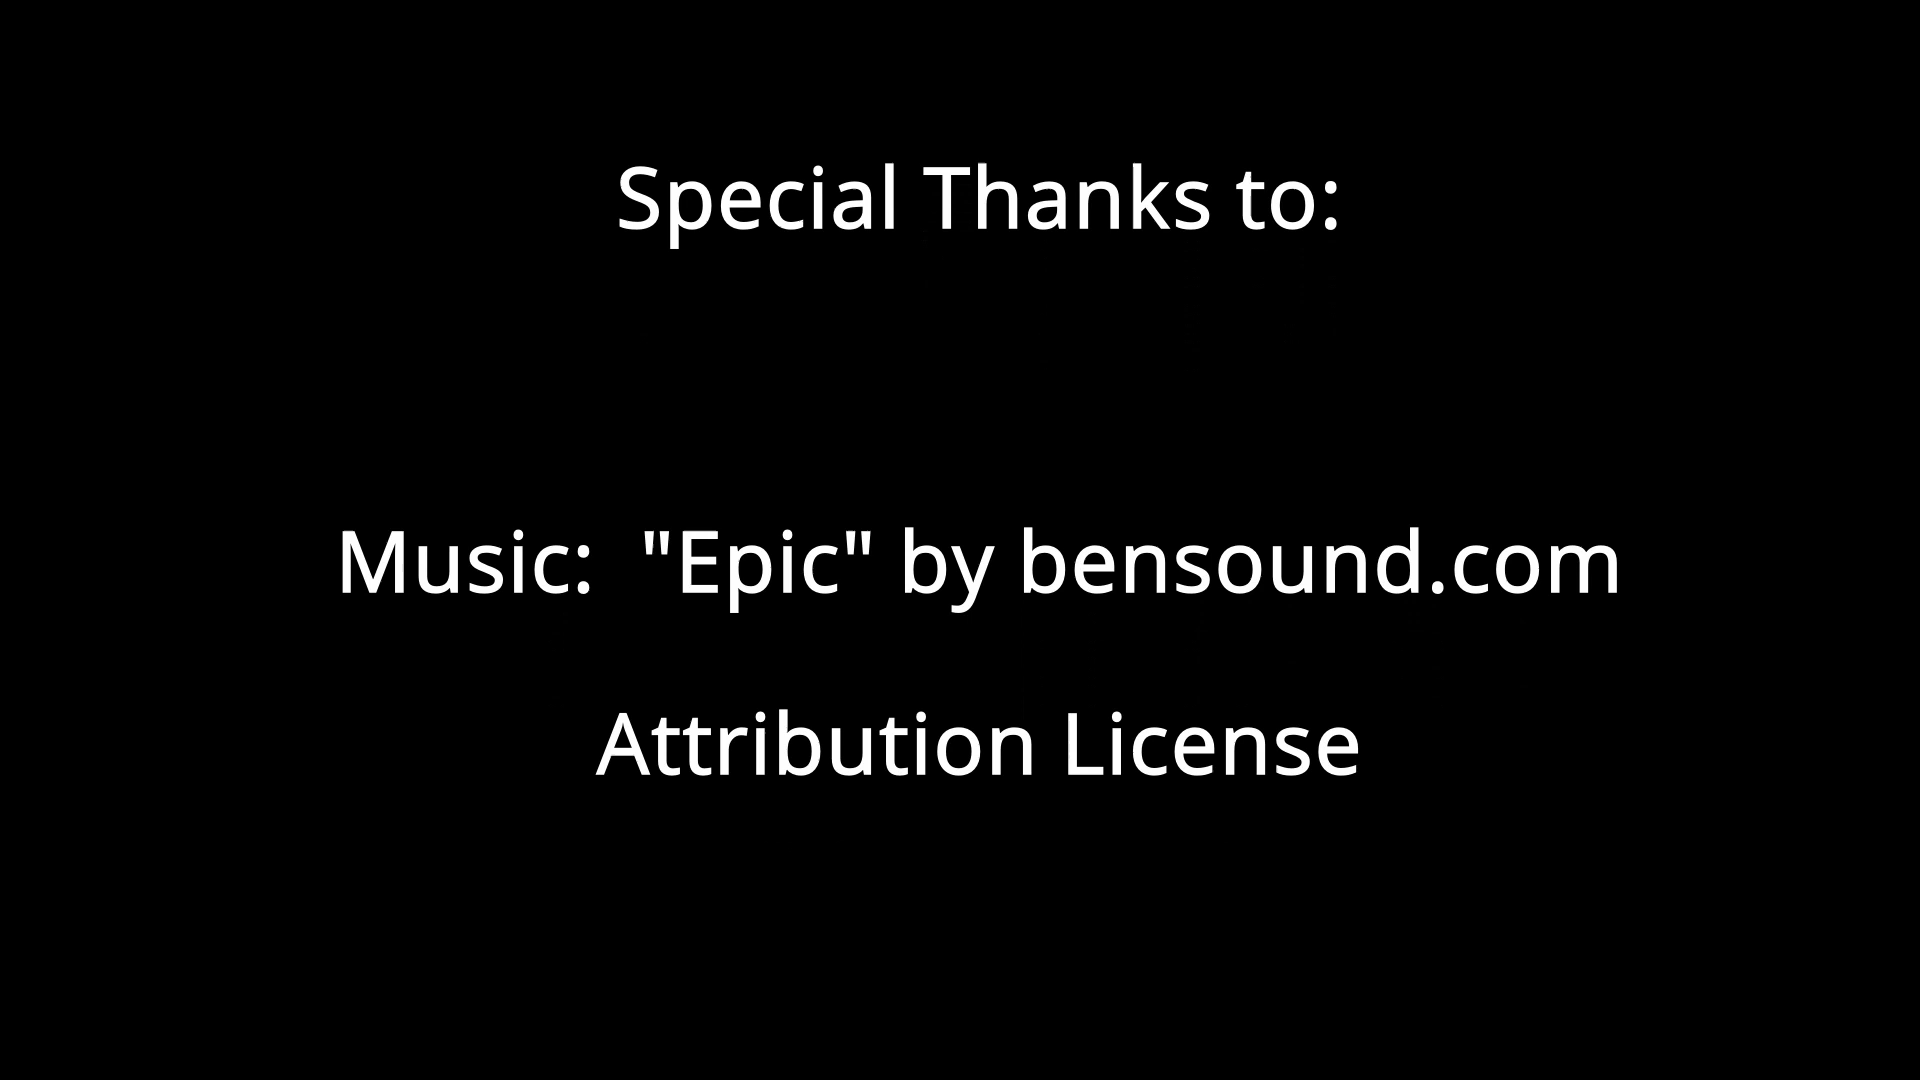 Special Thanks to:
Music:  "Epic" by bensound.com
Attribution License